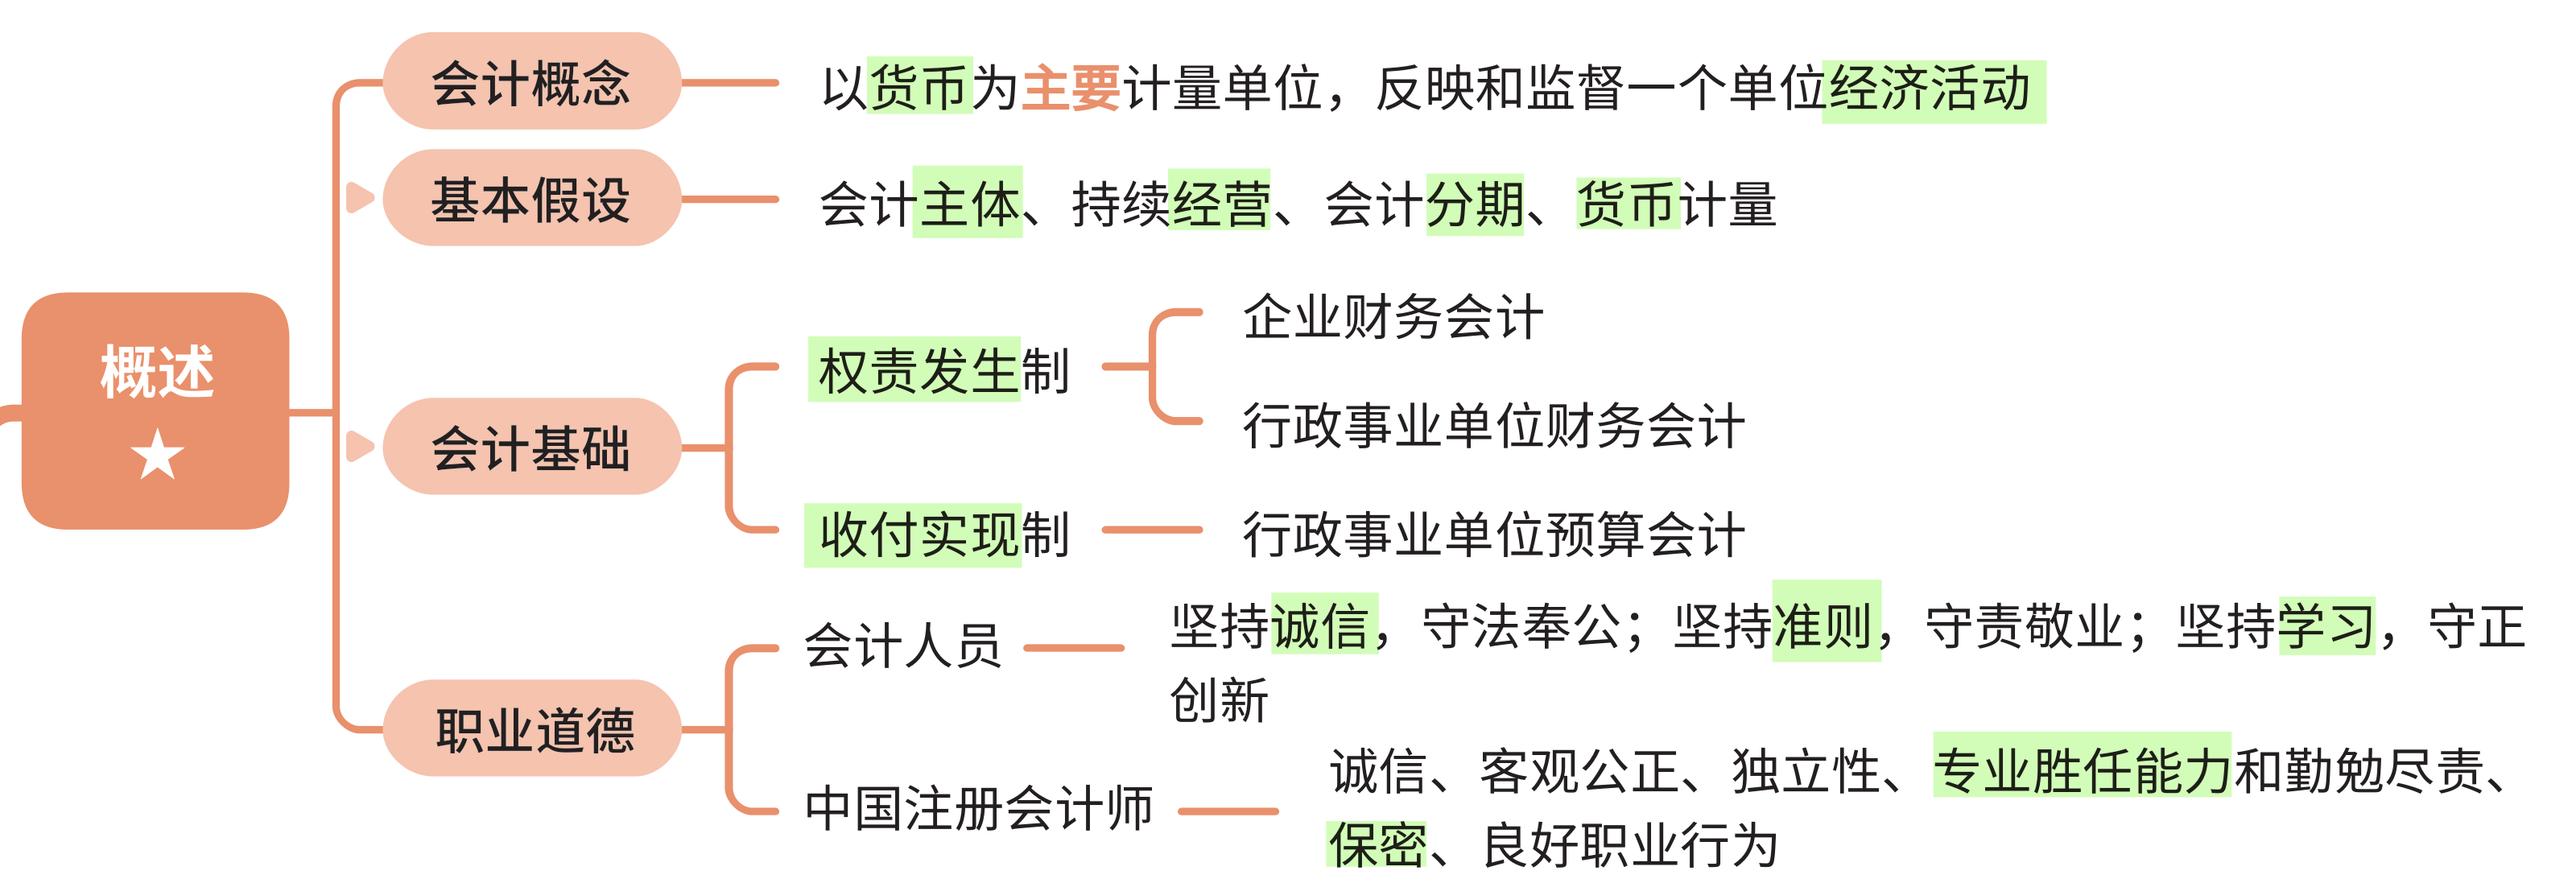 概述
★
会计概念
以货币为主要计量单位，反映和监督一个单位经济活动
基本假设
会计主体、持续经营、会计分期、货币计量
会计基础
权责发生制
企业财务会计
行政事业单位财务会计
收付实现制
行政事业单位预算会计
职业道德
会计人员
坚持诚信，守法奉公；坚持准则，守责敬业；坚持学习，守正
创新
中国注册会计师
诚信、客观公正、独立性、专业胜任能力和勤勉尽责、
保密、良好职业行为